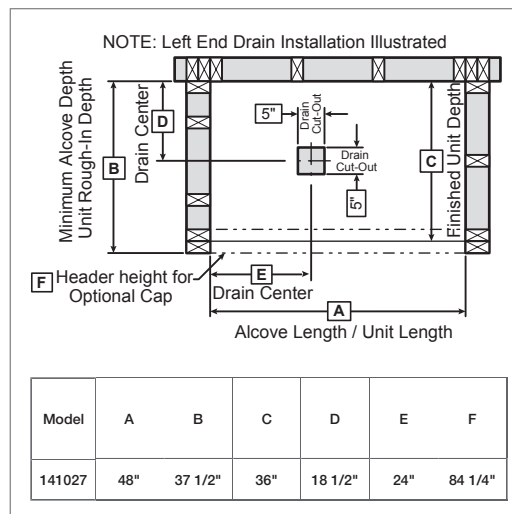 NOTE: Left End Drain Installation Illustrated
Minimum Alcove Depth
Unit Rough-In Depth
B
Drain Center
D
5"
Drain
Cut-Out
Drain
Cut-Out
5"
C
Finished Unit Depth
F Header height for
Optional Cap
E
Drain Center
A
Alcove Length / Unit Length
Model A B C D E F
141027 48" 37 1/2" 36" 18 1/2" 24" 84 1/4"